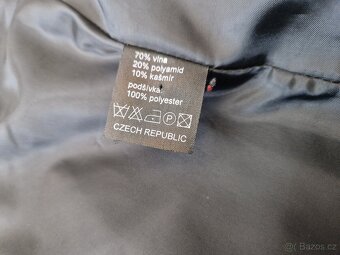 70% vlna
20% polyamid
10% kašmír
podšívka:
100% polyester
CZECH REPUBLIC
Bazos.cz